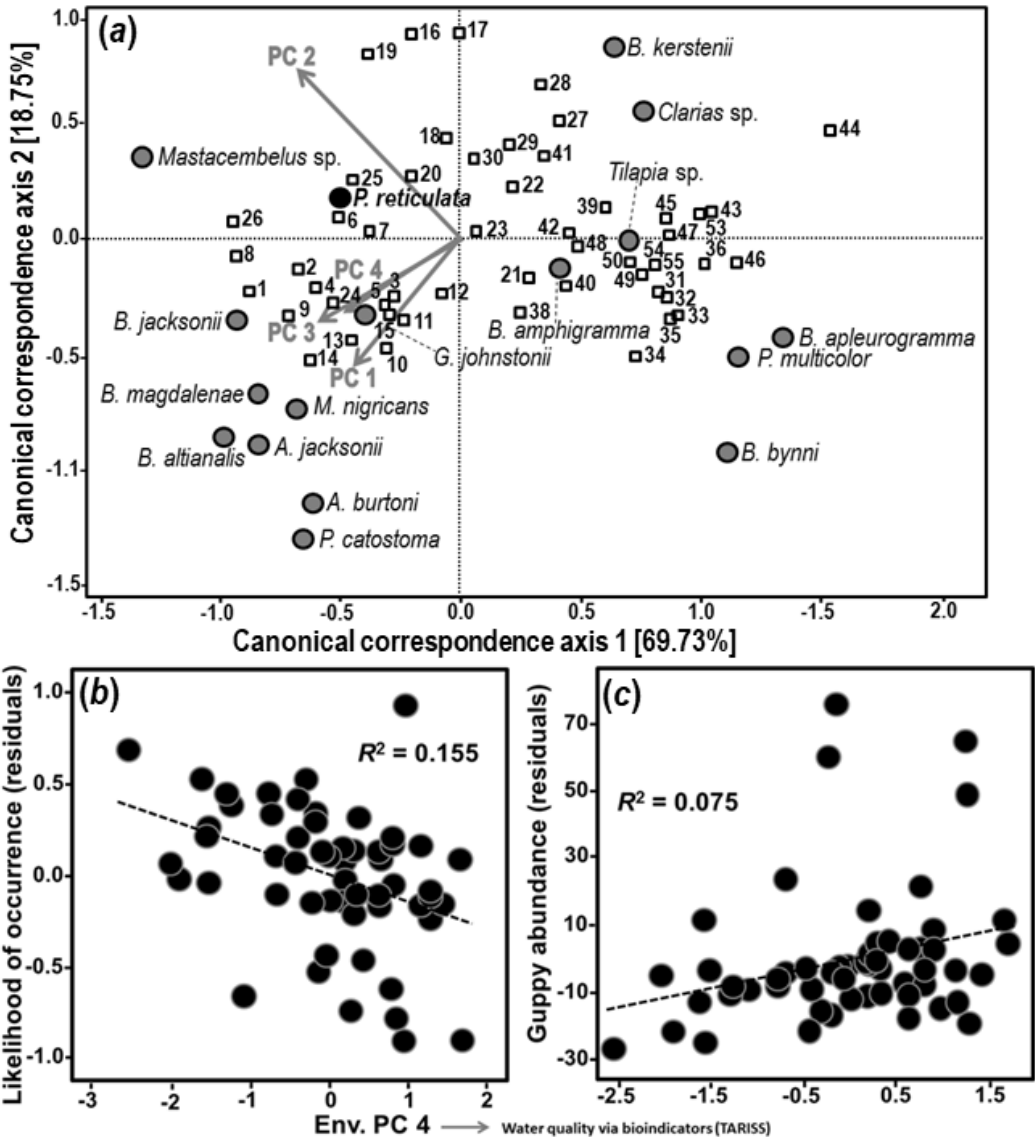 (a)
Canonical correspondence axis 2 [18.75%]
1.0
0.5
0.0
-0.5
-1.1
-1.5
16 17
19
PC 2
B. kerstenii
28
Clarias sp.
27
44
18 29
30 41
Mastacembelus sp.
20 22
Tilapia sp.
25
P. reticulata
39 45 43
26 6 7 23 42 53
8 48 47 36
2 PC 4 54 46
1 4 24 5 3 12 21 40 50 49 55 31
9 38 32
B. jacksonii
PC 3 15 11 B. amphigramma 33
13 35 B. apleurogramma
14 10 G. johnstonii 34 P. multicolor
PC 1
B. magdalenae
M. nigricans
B. altianalis A. jacksonii B. bynni
A. burtoni
P. catostoma
-1.5 -1.0 -0.5 0.0 0.5 1.0 -1.5 2.0
Canonical correspondence axis 1 [69.73%]
(b)
Likelihood of occurrence (residuals)
1.0
0.5
0.0
-0.5
-1.0
R² = 0.155
-3 -2 -1 0 1 2
(c)
Guppy abundance (residuals)
70
50
30
10
-10
-30
R² = 0.075
-2.5 -1.5 -0.5 0.5 1.5
Env. PC 4 → Water quality via bioindicators (TARISS)